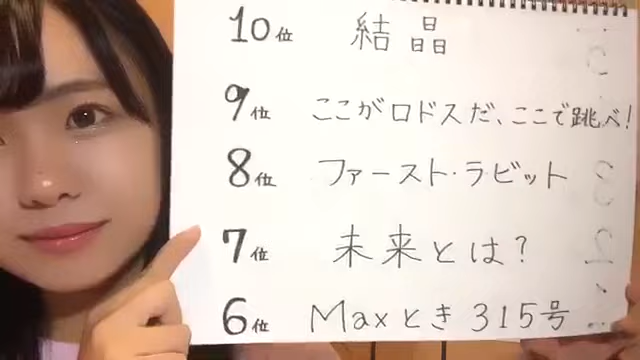 10位 結晶
9位 ここがロドスだ、ここで跳べ!
8位 ファースト・ラビット
7位 未来とは?
6位 Maxとき315号